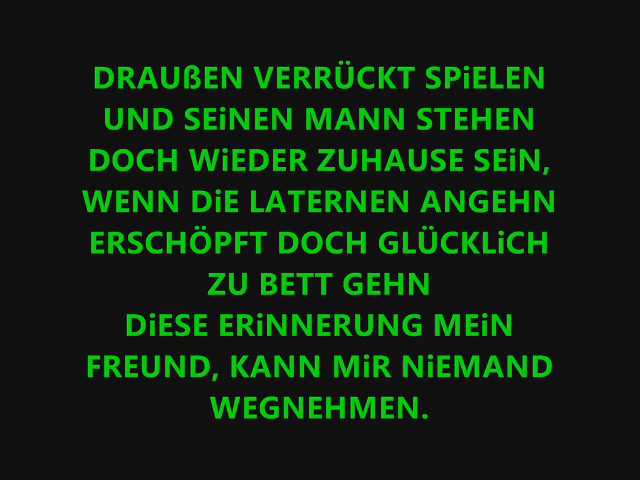 DRAUßEN VERRÜCKT SPiELEN
UND SEiNEN MANN STEHEN
DOCH WiEDER ZUHAUSE SEiN,
WENN DiE LATERNEN ANGEHN
ERSCHÖPFT DOCH GLÜCKLiCH
ZU BETT GEHN
DiESE ERiNNERUNG MEiN
FREUND, KANN MiR NiEMAND
WEGNEHMEN.